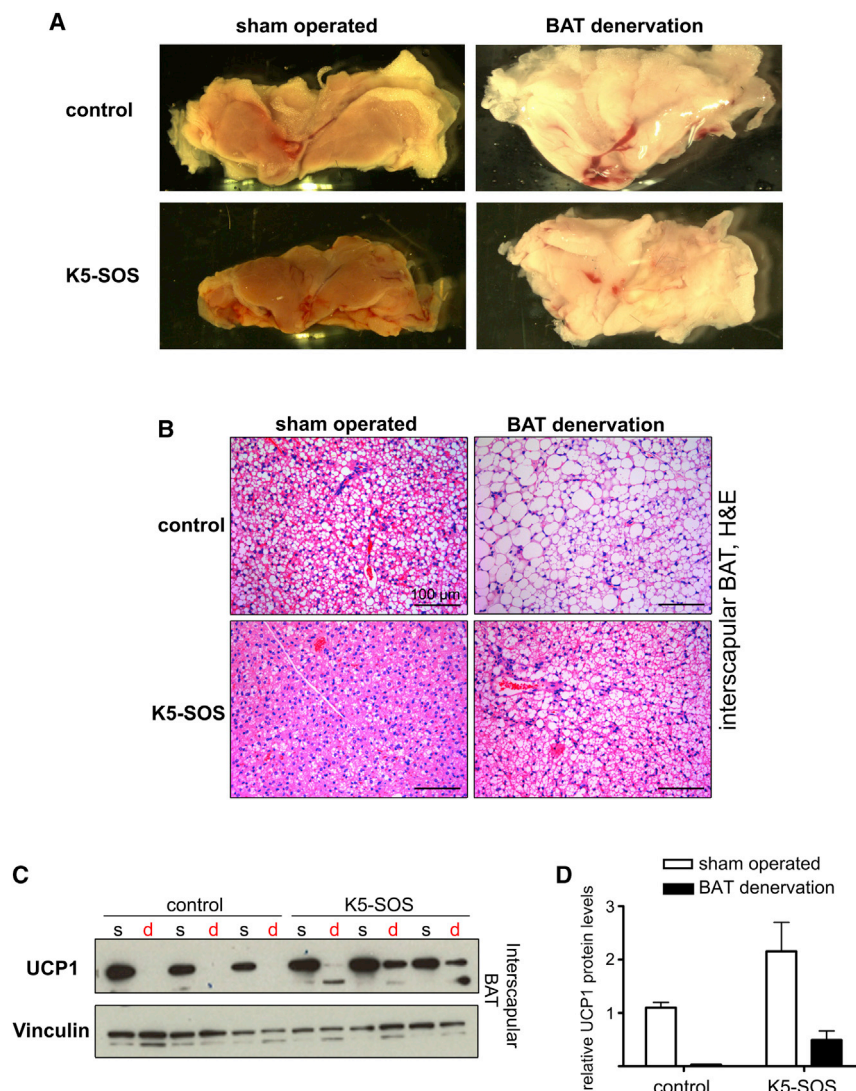 A
sham operated BAT denervation
control
K5-SOS
B
sham operated BAT denervation
control
100 µm
K5-SOS
interscapular BAT, H&E
C
control K5-SOS
s d s d s d s d s d s d
UCP1
Vinculin
Interscapular
BAT
D
sham operated
BAT denervation
relative UCP1 protein levels
3
2
1
control K5-SOS